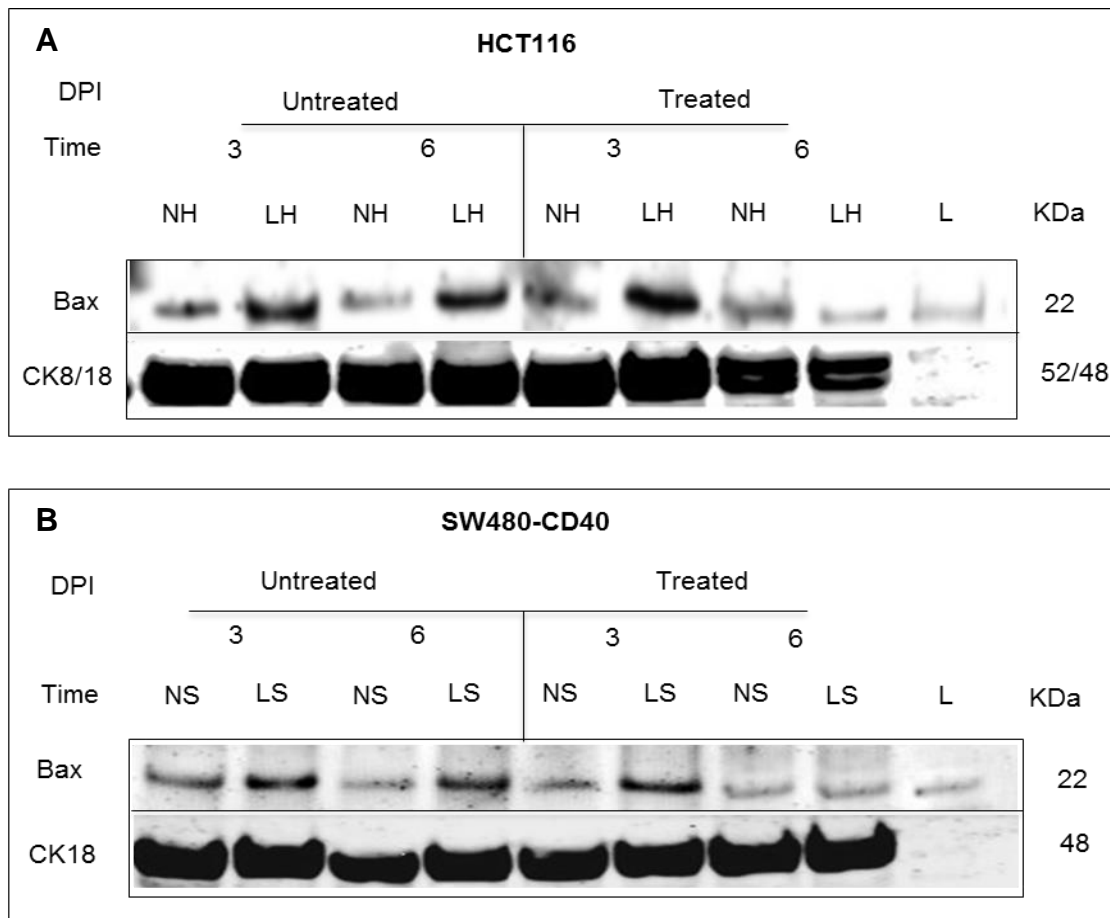 A
HCT116
DPI
Untreated Treated
Time 3 6 3 6
NH LH NH LH NH LH NH LH L KDa
Bax 22
CK8/18 52/48
B
SW480-CD40
DPI Untreated Treated
3 6 3 6
Time NS LS NS LS NS LS NS LS L KDa
Bax 22
CK18 48